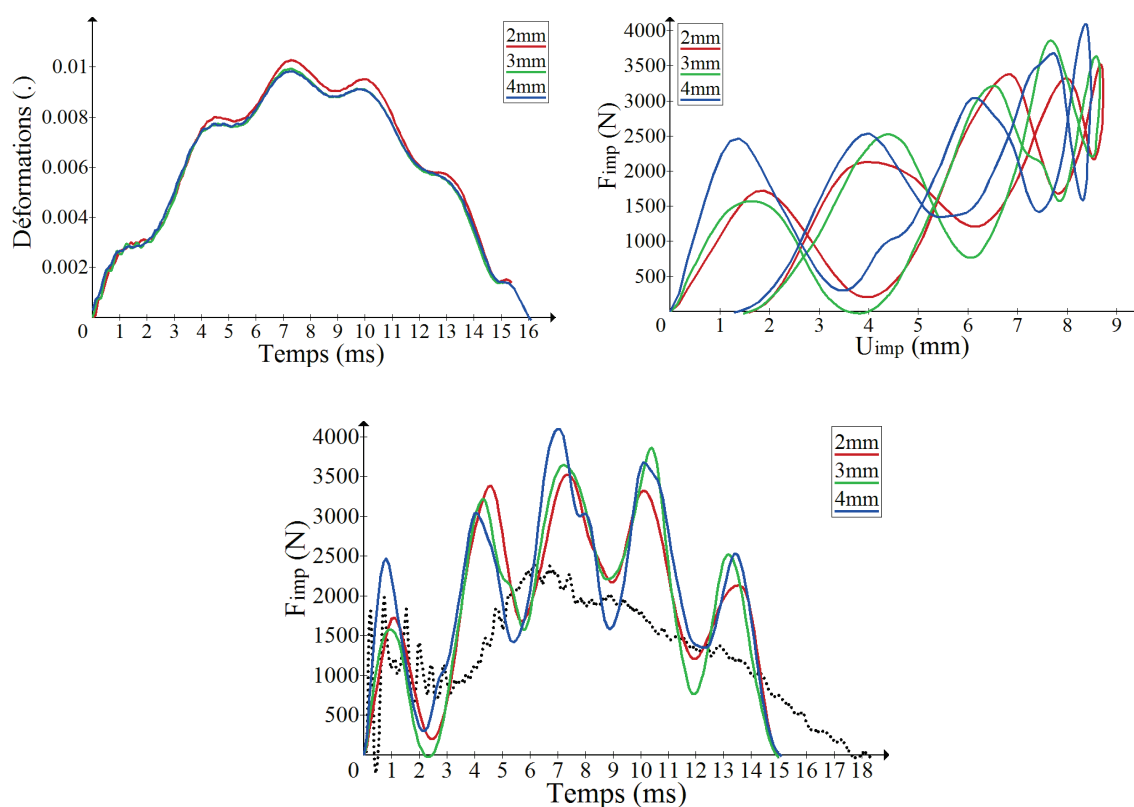 Déformations (.)
0.01
0.008
0.006
0.004
0.002
2mm
3mm
4mm
0 1 2 3 4 5 6 7 8 9 10 11 12 13 14 15 16
Temps (ms)
Fimp (N)
4000
3500
3000
2500
2000
1500
1000
500
2mm
3mm
4mm
0 1 2 3 4 5 6 7 8 9
Uimp (mm)
Fimp (N)
4000
3500
3000
2500
2000
1500
1000
500
2mm
3mm
4mm
0 1 2 3 4 5 6 7 8 9 10 11 12 13 14 15 16 17 18
Temps (ms)